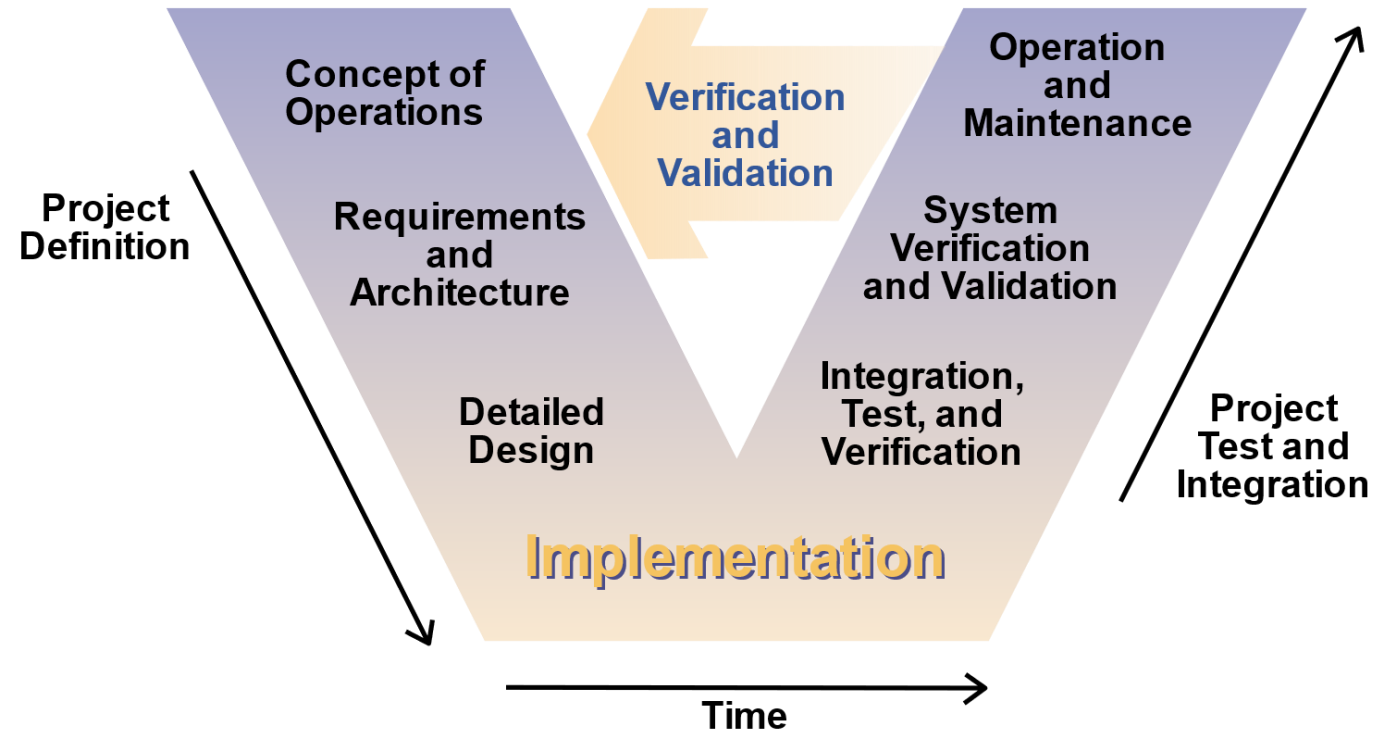 Concept of
Operations
Verification
and
Validation
Operation
and
Maintenance
Project
Definition
Requirements
and
Architecture
System
Verification
and Validation
Detailed
Design
Integration,
Test, and
Verification
Project
Test and
Integration
Implementation
Time